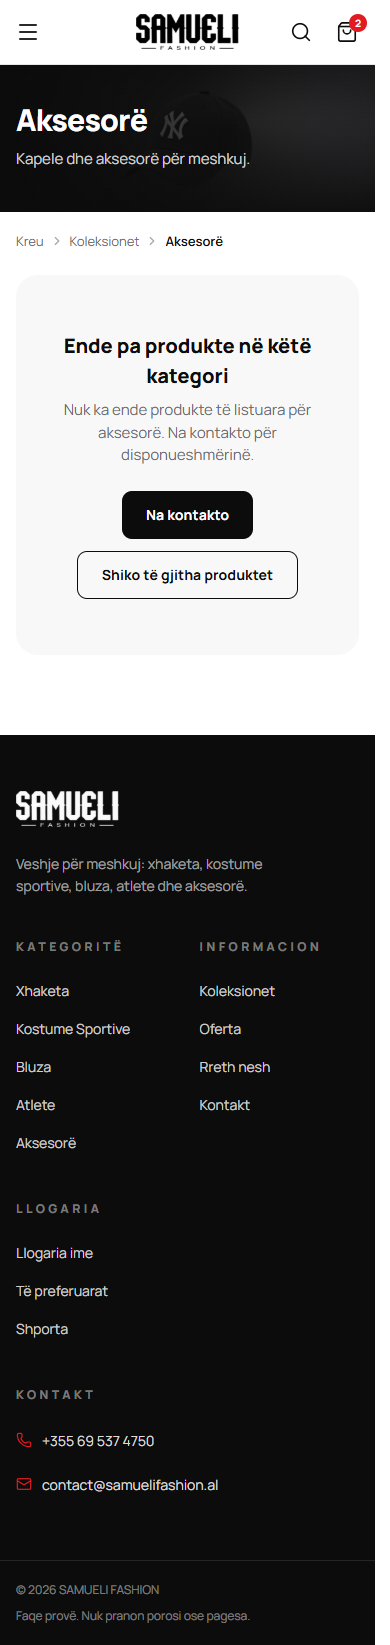 SAMUELI
FASHION
2
Aksesorë
NY
Kapele dhe aksesorë për meshkuj.
Kreu
Koleksionet
Aksesorë
Ende pa produkte në këtë
kategori
Nuk ka ende produkte të listuara për
aksesorë. Na kontakto për
disponueshmërinë.
Na kontakto
Shiko të gjitha produktet
SAMUELI
FASHION
Veshje për meshkuj: xhaketa, kostume
sportive, bluza, atlete dhe aksesorë.
KATEGORITË
Xhaketa
Kostume Sportive
Bluza
Atlete
Aksesorë
INFORMACION
Koleksionet
Oferta
Rreth nesh
Kontakt
LLOGARIA
Llogaria ime
Të preferuarat
Shporta
KONTAKT
+355 69 537 4750
contact@samuelifashion.al
© 2026 SAMUELI FASHION
Faqe provë. Nuk pranon porosi ose pagesa.